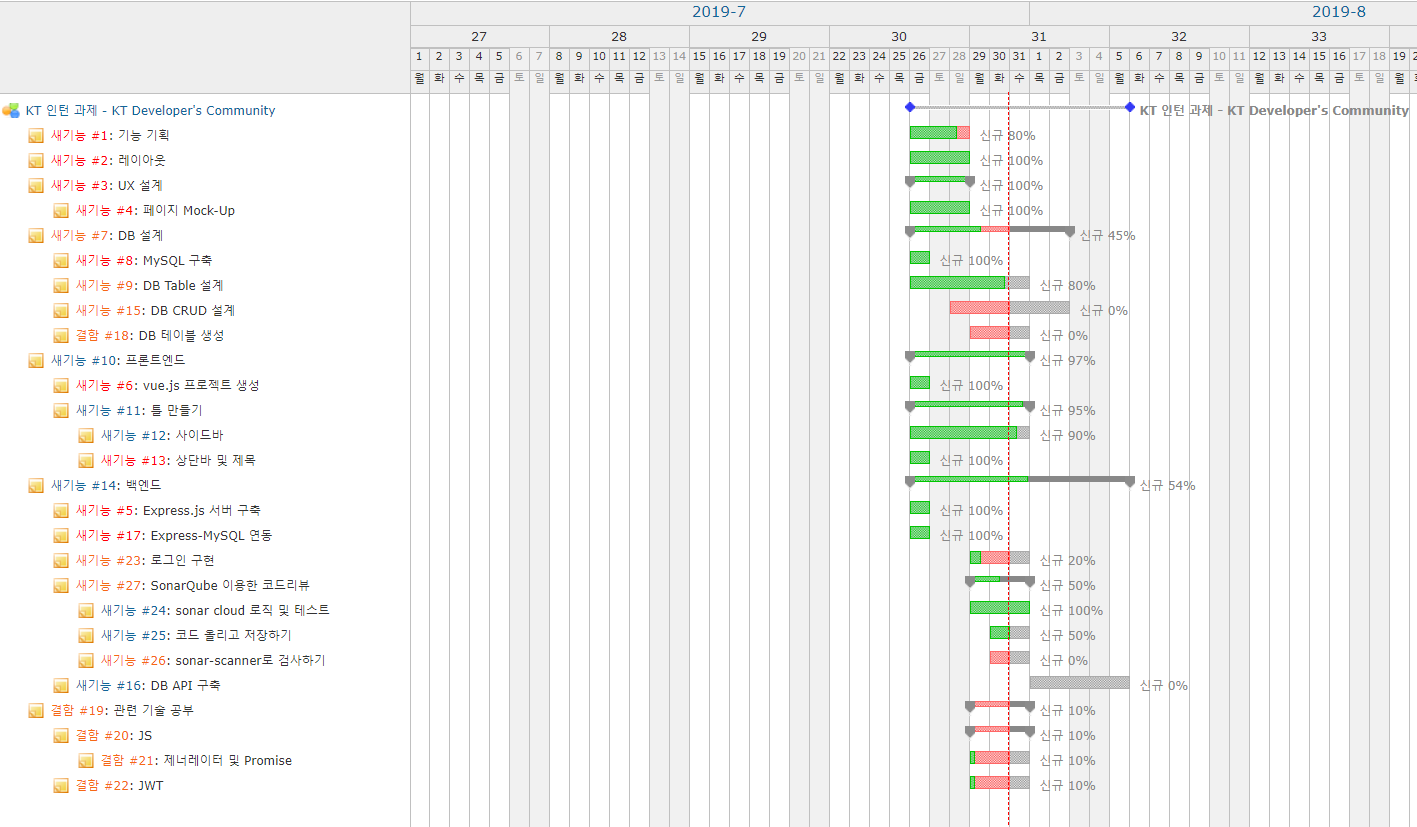 2019-7 2019-8
27 28 29 30 31 32 33
1 2 3 4 5 6 7 8 9 10 11 12 13 14 15 16 17 18 19 20 21 22 23 24 25 26 27 28 29 30 31 1 2 3 4 5 6 7 8 9 10 11 12 13 14 15 16 17 18 19
월 화 수 목 금 토 일 월 화 수 목 금 토 일 월 화 수 목 금 토 일 월 화 수 목 금 토 일 월 화 수 목 금 토 일 월 화 수 목 금 토 일 월 화 수 목 금 토 일 월
KT 인턴 과제 - KT Developer's Community KT 인턴 과제 - KT Developer's Community
새기능 #1: 기능 기획 신규 80%
새기능 #2: 레이아웃 신규 100%
새기능 #3: UX 설계 신규 100%
새기능 #4: 페이지 Mock-Up 신규 100%
새기능 #7: DB 설계 신규 45%
새기능 #8: MySQL 구축 신규 100%
새기능 #9: DB Table 설계 신규 80%
새기능 #15: DB CRUD 설계 신규 0%
결함 #18: DB 테이블 생성 신규 0%
새기능 #10: 프론트엔드 신규 97%
새기능 #6: vue.js 프로젝트 생성 신규 100%
새기능 #11: 틀 만들기 신규 95%
새기능 #12: 사이드바 신규 90%
새기능 #13: 상단바 및 제목 신규 100%
새기능 #14: 백엔드 신규 54%
새기능 #5: Express.js 서버 구축 신규 100%
새기능 #17: Express-MySQL 연동 신규 100%
새기능 #23: 로그인 구현 신규 20%
새기능 #27: SonarQube 이용한 코드리뷰 신규 50%
새기능 #24: sonar cloud 로직 및 테스트 신규 100%
새기능 #25: 코드 올리고 저장하기 신규 50%
새기능 #26: sonar-scanner로 검사하기 신규 0%
새기능 #16: DB API 구축 신규 0%
결함 #19: 관련 기술 공부 신규 10%
결함 #20: JS 신규 10%
결함 #21: 제너레이터 및 Promise 신규 10%
결함 #22: JWT 신규 10%